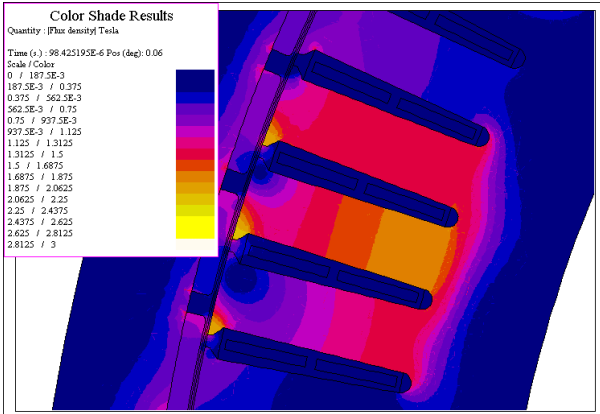 Color Shade Results
Quantity : |Flux density| Tesla
Time (s.) : 98.425195E-6 Pos (deg): 0.06
Scale / Color
0 / 187.5E-3
187.5E-3 / 0.375
0.375 / 562.5E-3
562.5E-3 / 0.75
0.75 / 937.5E-3
937.5E-3 / 1.125
1.125 / 1.3125
1.3125 / 1.5
1.5 / 1.6875
1.6875 / 1.875
1.875 / 2.0625
2.0625 / 2.25
2.25 / 2.4375
2.4375 / 2.625
2.625 / 2.8125
2.8125 / 3